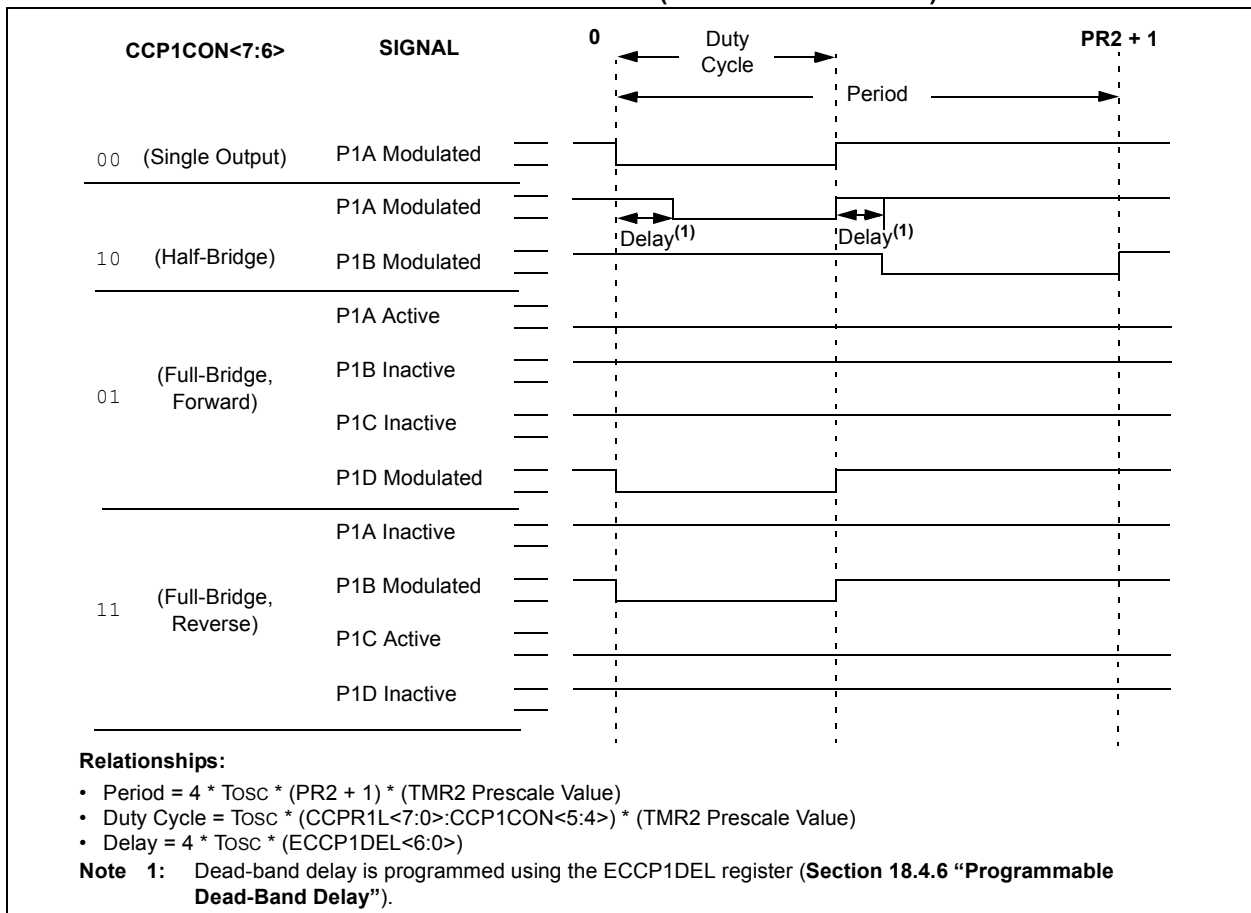 CCP1CON<7:6>
SIGNAL
0
Duty
Cycle
PR2 + 1
Period
00 (Single Output) P1A Modulated
P1A Modulated
Delay(1)
Delay(1)
10 (Half-Bridge) P1B Modulated
P1A Active
01 (Full-Bridge,
Forward)
P1B Inactive
P1C Inactive
P1D Modulated
P1A Inactive
11 (Full-Bridge,
Reverse)
P1B Modulated
P1C Active
P1D Inactive
Relationships:
• Period = 4 * TOSC * (PR2 + 1) * (TMR2 Prescale Value)
• Duty Cycle = TOSC * (CCPR1L<7:0>:CCP1CON<5:4>) * (TMR2 Prescale Value)
• Delay = 4 * TOSC * (ECCP1DEL<6:0>)
Note 1: Dead-band delay is programmed using the ECCP1DEL register (Section 18.4.6 “Programmable
Dead-Band Delay”).